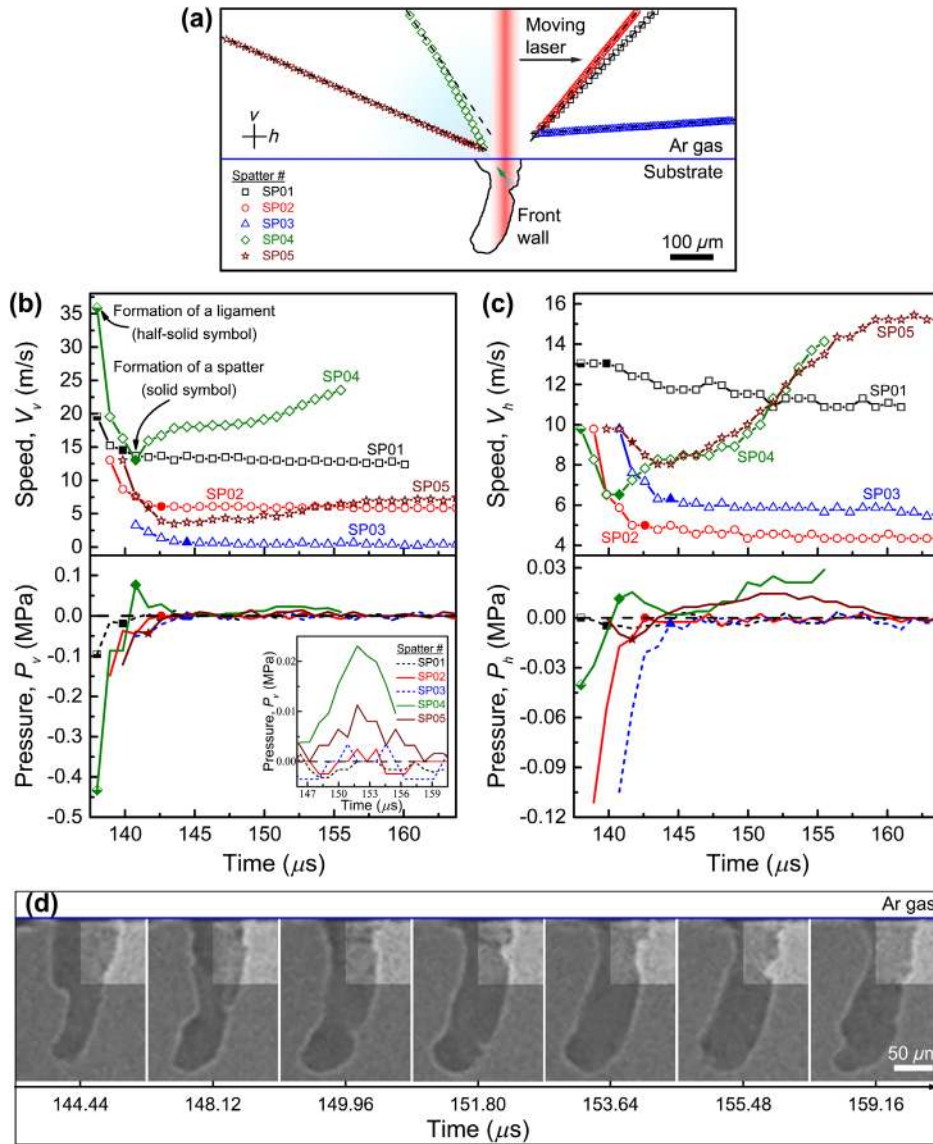 (a)
Moving
laser
v
h
Ar gas
Substrate
Spatter #
SP01
SP02
SP03
SP04
SP05
Front
wall
100 μm
(b)
Speed, Vv (m/s)
35
30
25
20
15
10
5
0
Formation of a ligament
(half-solid symbol)
Formation of a spatter
(solid symbol)
SP04
SP01
SP02
SP05
SP03
Pressure, Pv (MPa)
0.1
0.0
-0.1
-0.2
-0.3
-0.4
-0.5
Pressure, Pv (MPa)
0.02
0.01
0.00
Spatter #
SP01
SP02
SP03
SP04
SP05
147 150 153 156 159
Time (μs)
140 145 150 155 160
Time (μs)
(c)
Speed, Vh (m/s)
16
14
12
10
8
6
4
SP05
SP01
SP04
SP03
SP02
Pressure, Ph (MPa)
0.03
0.00
-0.03
-0.06
-0.09
-0.12
140 145 150 155 160
Time (μs)
(d)
Ar gas
50 μm
144.44 148.12 149.96 151.80 153.64 155.48 159.16
Time (μs)